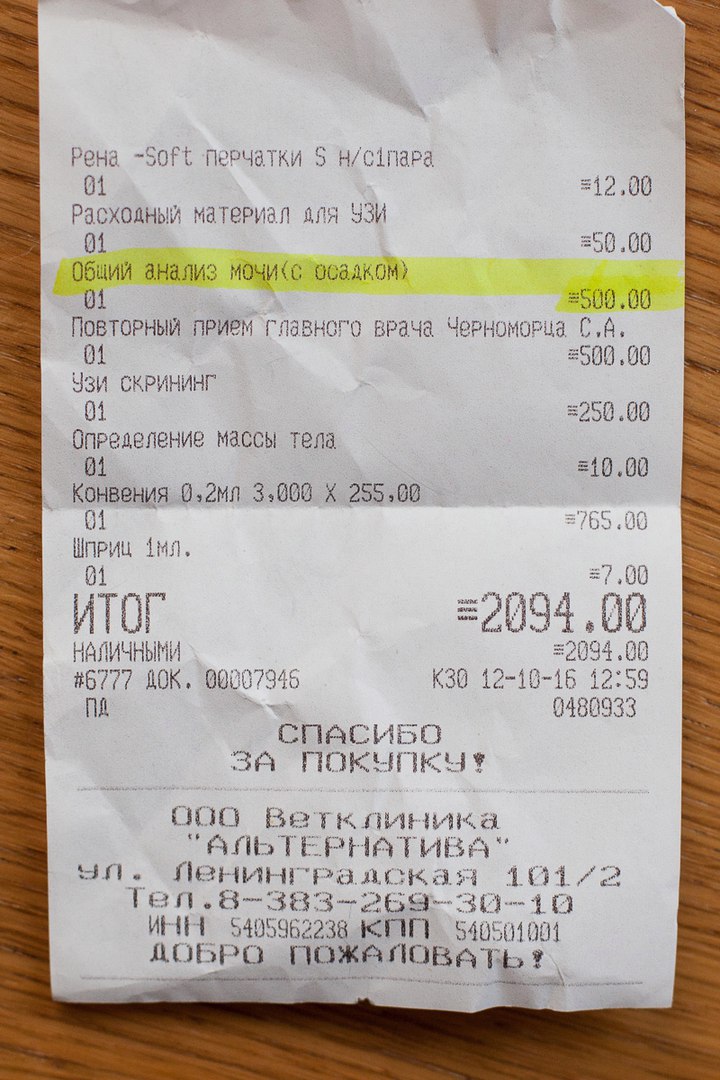 Рена -Soft перчатки S н/с1пара
01 =12.00
Расходный материал для УЗИ
01 =50.00
Общий анализ мочи(с осадком)
01 =500.00
Повторный прием главного врача Черноморца С.А.
01 =500.00
Узи скрининг
01 =250.00
Определение массы тела
01 =10.00
Конвения 0,2мл 3,000 X 255,00
01 =765.00
Шприц 1мл.
01 =7.00
ИТОГ =2094.00
НАЛИЧНЫМИ =2094.00
#6777 ДОК. 00007946 К30 12-10-16 12:59
ПД 0480933
СПАСИБО
ЗА ПОКУПКУ!
ООО Ветклиника
"АЛЬТЕРНАТИВА"
ул. Ленинградская 101/2
Тел.8-383-269-30-10
ИНН 5405962238 КПП 540501001
ДОБРО ПОЖАЛОВАТЬ!